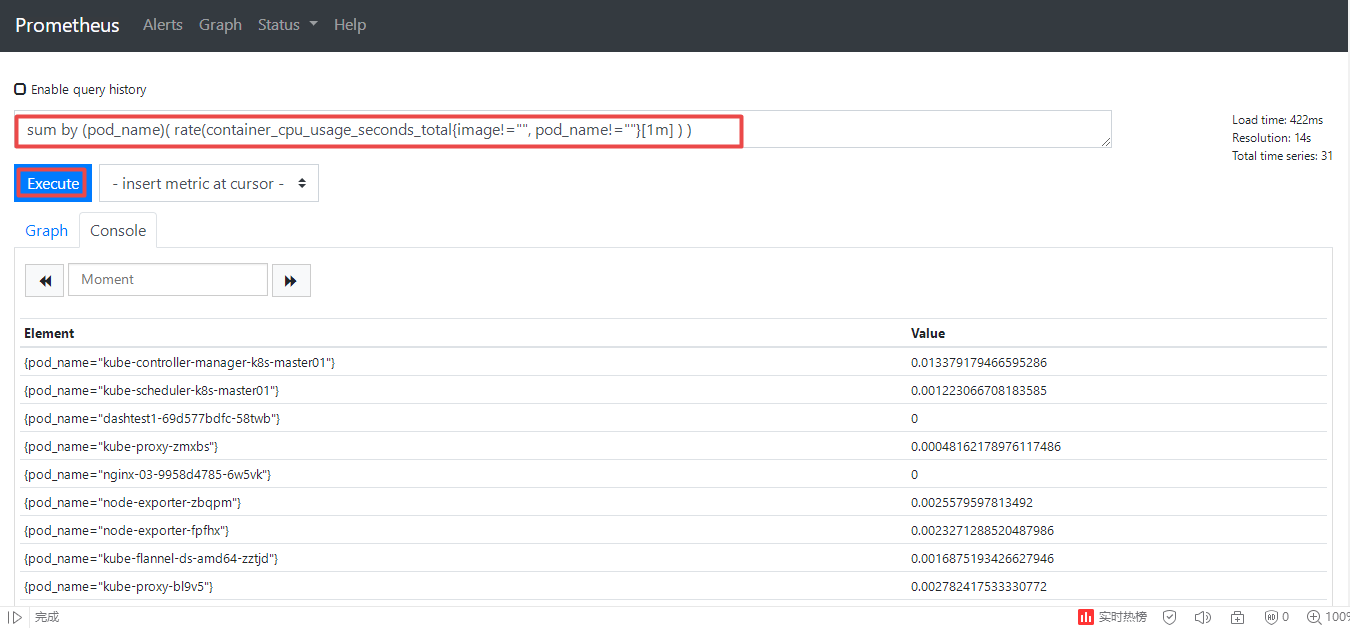 Prometheus Alerts Graph Status Help
Enable query history
sum by (pod_name)( rate(container_cpu_usage_seconds_total{image!="", pod_name!=""}[1m] ) )
Load time: 422ms
Resolution: 14s
Total time series: 31
Execute - insert metric at cursor -
Graph Console
Moment
Element Value
{pod_name="kube-controller-manager-k8s-master01"} 0.013379179466595286
{pod_name="kube-scheduler-k8s-master01"} 0.001223066708183585
{pod_name="dashtest1-69d577bdfc-58twb"} 0
{pod_name="kube-proxy-zmxbs"} 0.00048162178976117486
{pod_name="nginx-03-9958d4785-6w5vk"} 0
{pod_name="node-exporter-zbqpm"} 0.0025579597813492
{pod_name="node-exporter-fpfhx"} 0.0023271288520487986
{pod_name="kube-flannel-ds-amd64-zztjd"} 0.0016875193426627946
{pod_name="kube-proxy-bl9v5"} 0.002782417533330772
完成 实时热榜 AD 0 100%